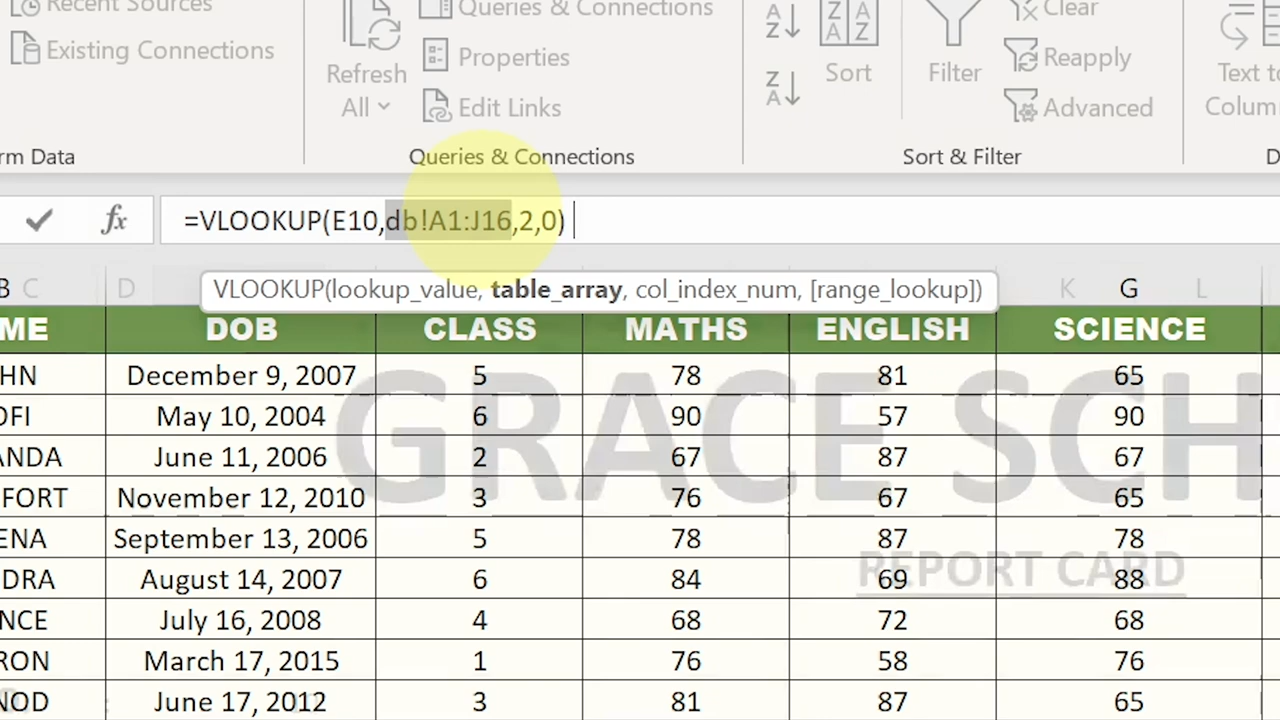 Recent Sources
Existing Connections
Refresh
All
Queries & Connections
Properties
Edit Links
Sort
Filter
Clear
Reapply
Advanced
Text to
Colum
rm Data
Queries & Connections
Sort & Filter
D
fx
=VLOOKUP(E10,db!A1:J16,2,0)
VLOOKUP(lookup_value, table_array, col_index_num, [range_lookup])
B C D K G L
ME DOB CLASS MATHS ENGLISH SCIENCE
HN December 9, 2007 5 78 81 65
OFI May 10, 2004 6 90 57 90
ANDA June 11, 2006 2 67 87 67
FORT November 12, 2010 3 76 67 65
ENA September 13, 2006 5 78 87 78
DRA August 14, 2007 6 84 69 88
NCE July 16, 2008 4 68 72 68
RON March 17, 2015 1 76 58 76
NOD June 17, 2012 3 81 87 65
GRACE SCH
REPORT CARD